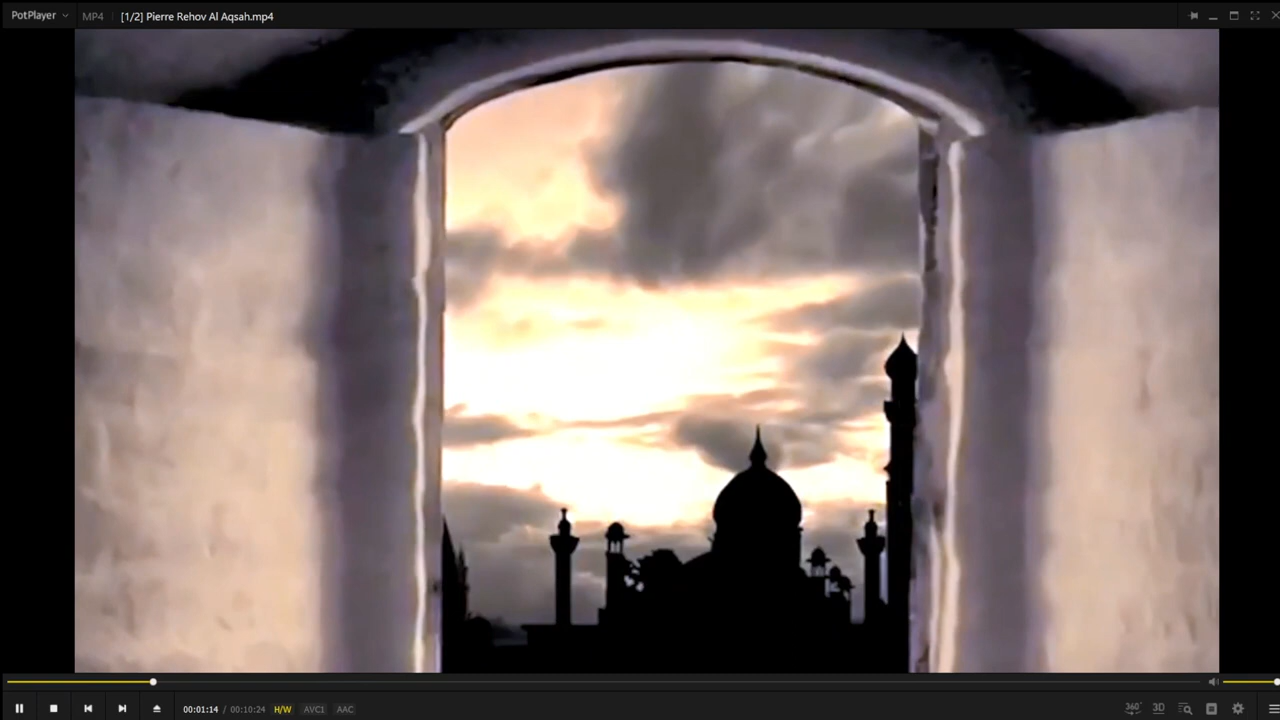 PotPlayer MP4 [1/2] Pierre Rehov Al Aqsah.mp4
360° 3D
00:01:14 / 00:10:24 H/W AVC1 AAC